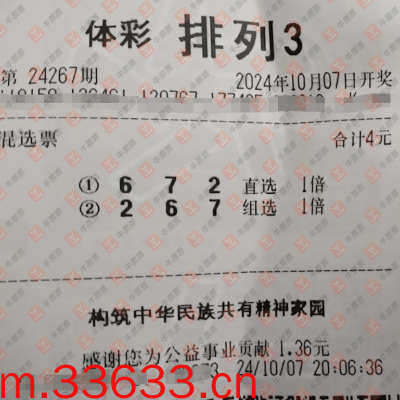 体彩 排列3
第 24267期 2024年10月07日开奖
混选票 合计4元
① 6 7 2 直选 1倍
② 2 6 7 组选 1倍
构筑中华民族共有精神家园
感谢您为公益事业贡献 1.36元
24/10/07 20:06:36
m.33633.cn